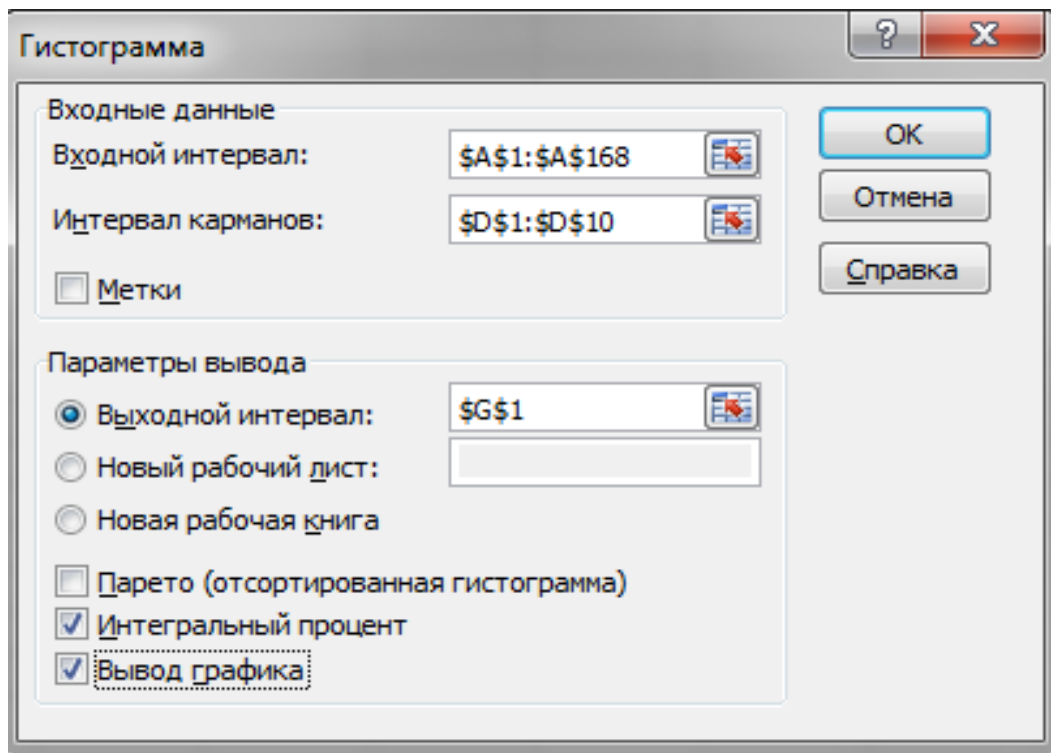 Гистограмма
Входные данные
Входной интервал: $A$1:$A$168
Интервал карманов: $D$1:$D$10
Метки
ОК
Отмена
Справка
Параметры вывода
Выходной интервал: $G$1
Новый рабочий лист:
Новая рабочая книга
Парето (отсортированная гистограмма)
Интегральный процент
Вывод графика